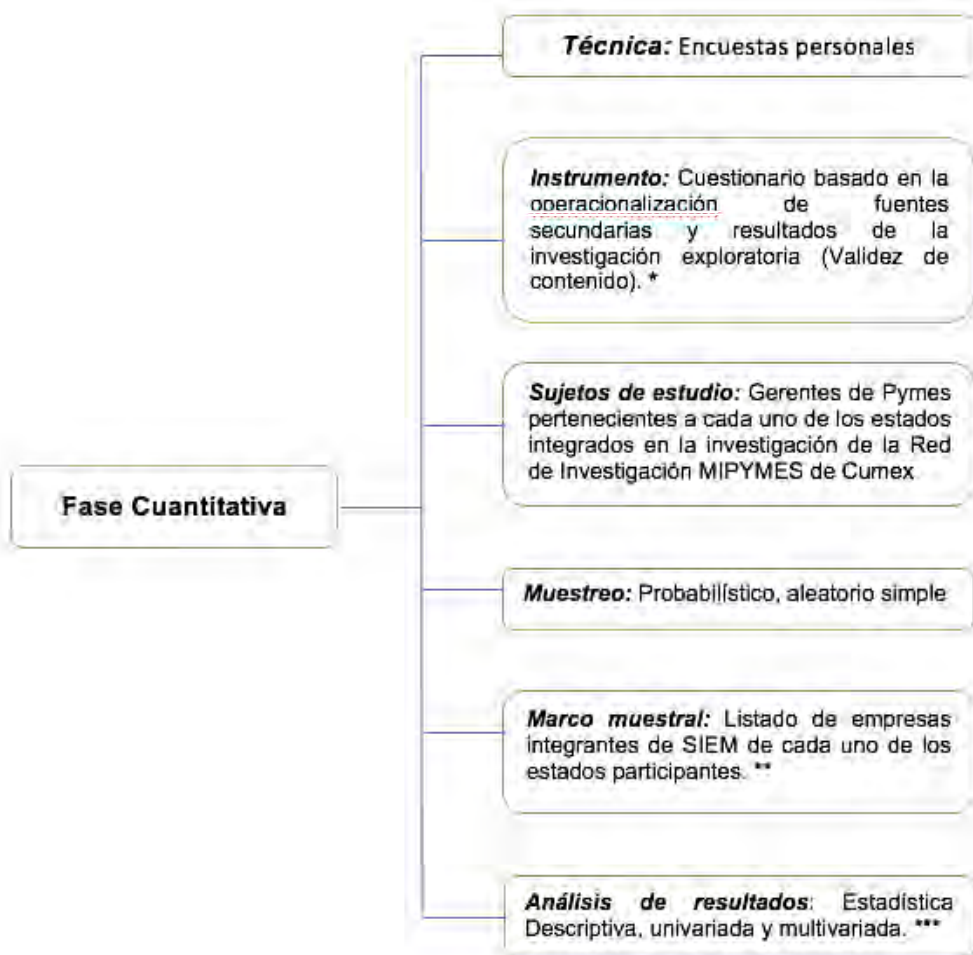 Técnica: Encuestas personales
Instrumento: Cuestionario basado en la
operacionalización de fuentes
secundarias y resultados de la
investigación exploratoria (Validez de
contenido). *
Sujetos de estudio: Gerentes de Pymes
pertenecientes a cada uno de los estados
integrados en la investigación de la Red
de Investigación MIPYMES de Cumex
Fase Cuantitativa
Muestreo: Probabilístico, aleatorio simple
Marco muestral: Listado de empresas
integrantes de SIEM de cada uno de los
estados participantes. **
Análisis de resultados: Estadística
Descriptiva, univariada y multivariada. ***